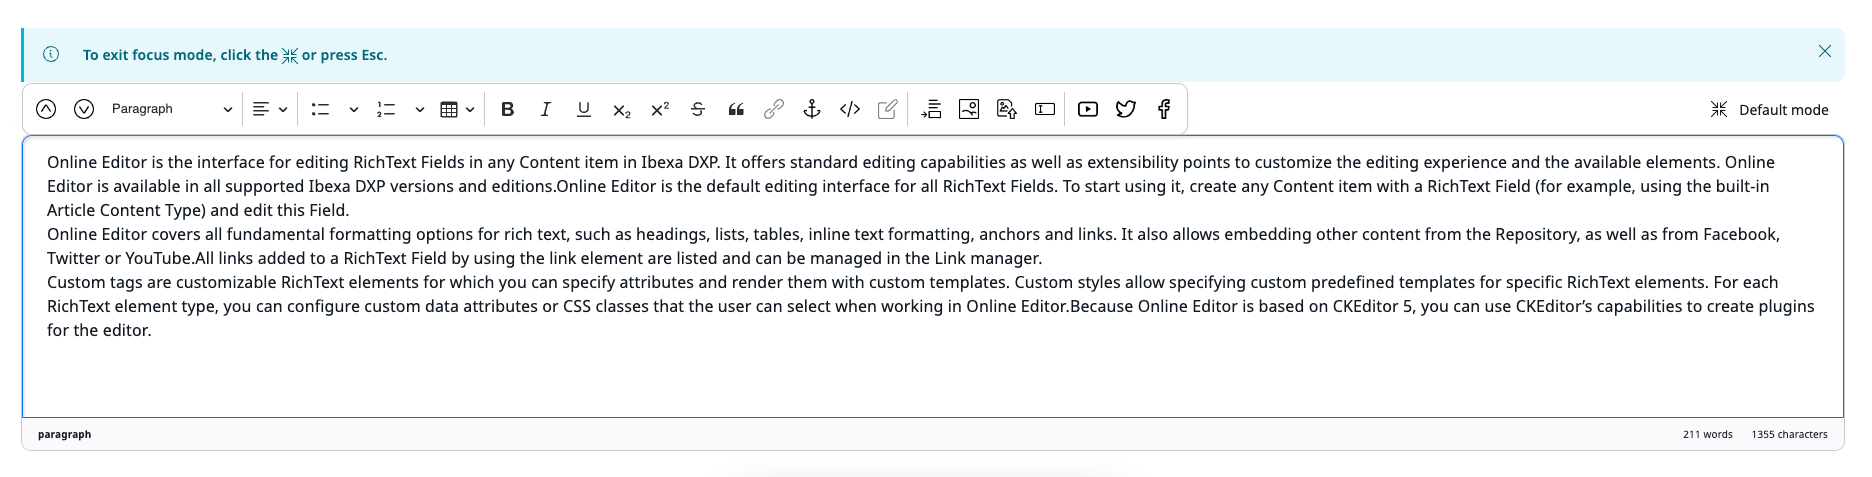 To exit focus mode, click the or press Esc.
Paragraph
B I U X₂ X² S
Default mode
Online Editor is the interface for editing RichText Fields in any Content item in Ibexa DXP. It offers standard editing capabilities as well as extensibility points to customize the editing experience and the available elements. Online
Editor is available in all supported Ibexa DXP versions and editions.Online Editor is the default editing interface for all RichText Fields. To start using it, create any Content item with a RichText Field (for example, using the built-in
Article Content Type) and edit this Field.
Online Editor covers all fundamental formatting options for rich text, such as headings, lists, tables, inline text formatting, anchors and links. It also allows embedding other content from the Repository, as well as from Facebook,
Twitter or YouTube.All links added to a RichText Field by using the link element are listed and can be managed in the Link manager.
Custom tags are customizable RichText elements for which you can specify attributes and render them with custom templates. Custom styles allow specifying custom predefined templates for specific RichText elements. For each
RichText element type, you can configure custom data attributes or CSS classes that the user can select when working in Online Editor.Because Online Editor is based on CKEditor 5, you can use CKEditor’s capabilities to create plugins
for the editor.
paragraph
211 words 1355 characters